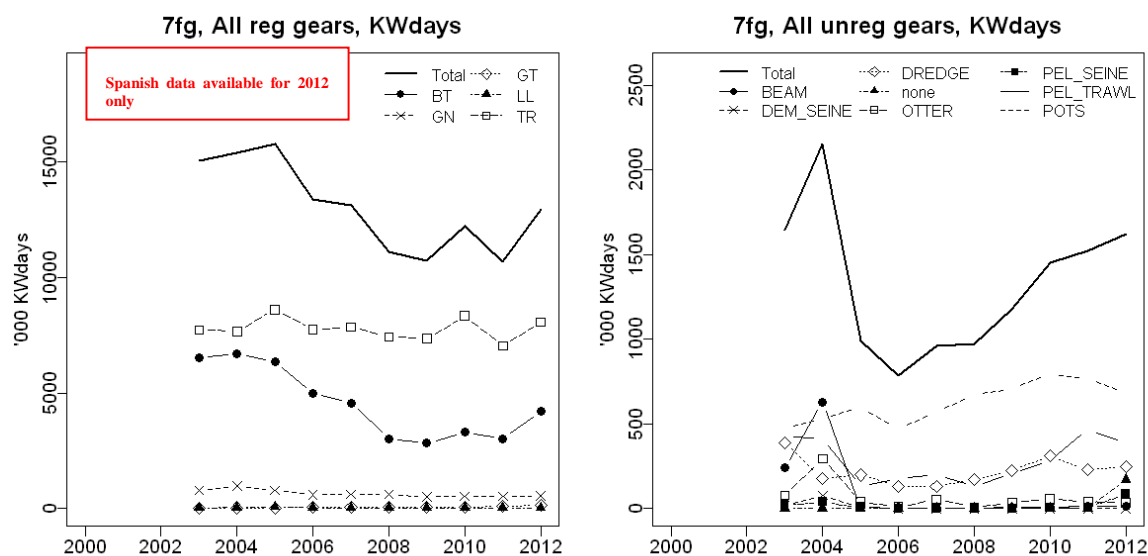 7fg, All reg gears, KWdays
Spanish data available for 2012
only
Total GT
BT LL
GN TR
'000 KWdays
15000
10000
5000
0
2000 2002 2004 2006 2008 2010 2012
7fg, All unreg gears, KWdays
Total DREDGE PEL_SEINE
BEAM none PEL_TRAWL
DEM_SEINE OTTER POTS
'000 KWdays
2500
2000
1500
1000
500
0
2000 2002 2004 2006 2008 2010 2012